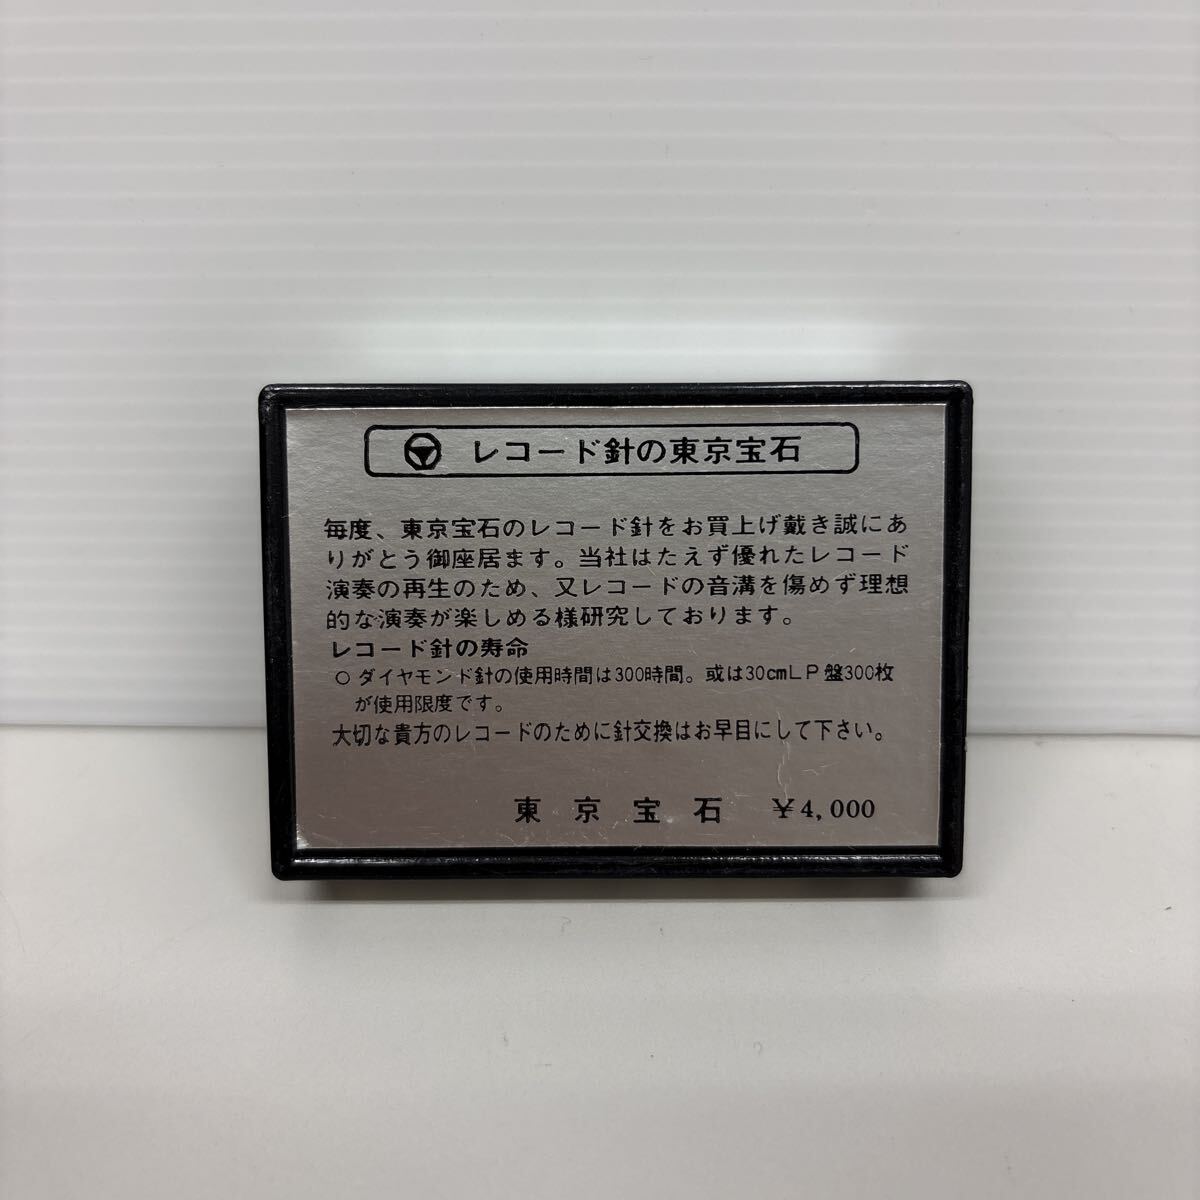 レコード針の東京宝石
毎度、東京宝石のレコード針をお買上げ戴き誠にあ
りがとう御座居ます。当社はたえず優れたレコード
演奏の再生のため、又レコードの音溝を傷めず理想
的な演奏が楽しめる様研究しております。
レコード針の寿命
○ ダイヤモンド針の使用時間は300時間。或は30cmLP盤300枚
が使用限度です。
大切な貴方のレコードのために針交換はお早目にして下さい。
東京宝石 ¥4,000